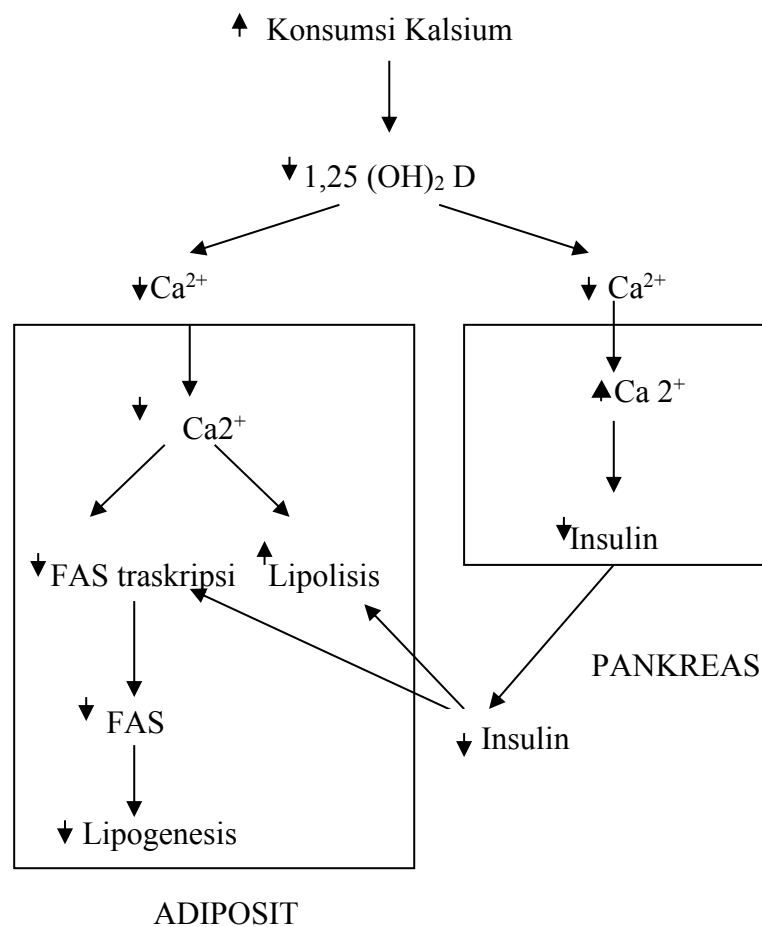 Konsumsi Kalsium
1,25 (OH)₂ D
Ca²⁺ Ca²⁺
Ca 2⁺
Ca2⁺
Insulin
FAS traskripsi Lipolisis
PANKREAS
FAS Insulin
Lipogenesis
ADIPOSIT